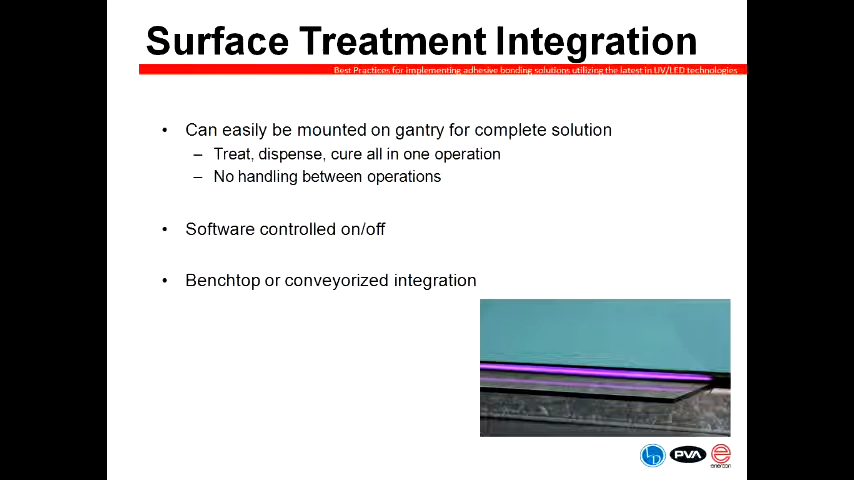 Surface Treatment Integration
Best Practices for implementing adhesive bonding solutions utilizing the latest in UV/LED technologies
• Can easily be mounted on gantry for complete solution
– Treat, dispense, cure all in one operation
– No handling between operations
• Software controlled on/off
• Benchtop or conveyorized integration
PVA
enercon